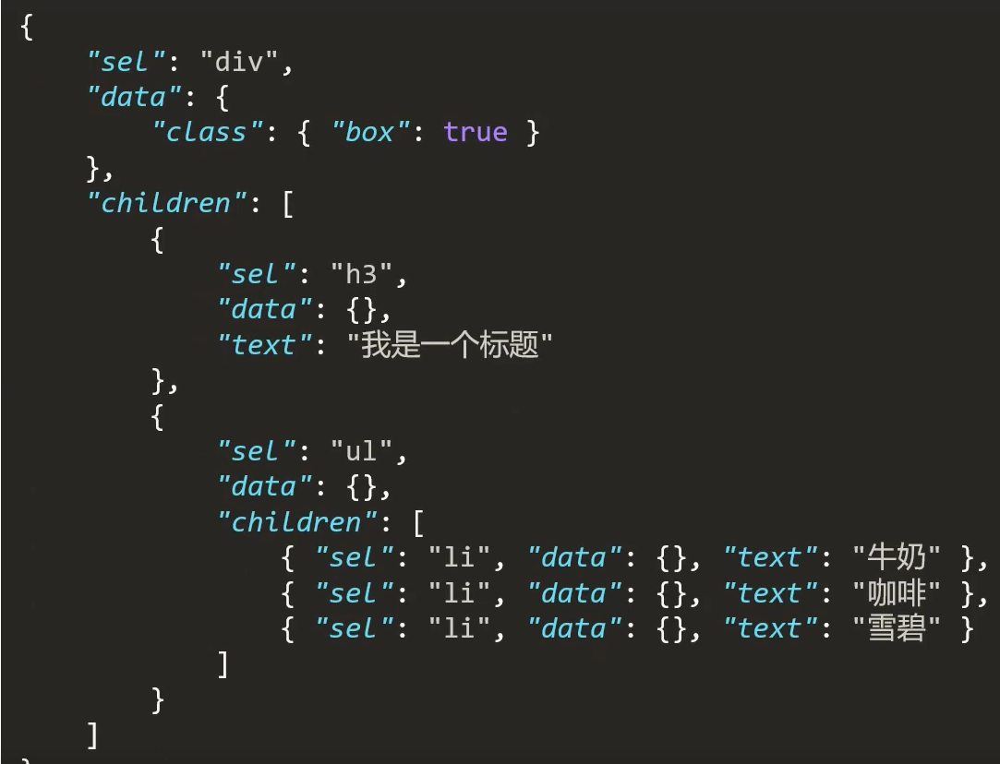 {
    "sel": "div",
    "data": {
        "class": { "box": true }
    },
    "children": [
        {
            "sel": "h3",
            "data": {},
            "text": "我是一个标题"
        },
        {
            "sel": "ul",
            "data": {},
            "children": [
                { "sel": "li", "data": {}, "text": "牛奶" },
                { "sel": "li", "data": {}, "text": "咖啡" },
                { "sel": "li", "data": {}, "text": "雪碧" }
            ]
        }
    ]
}